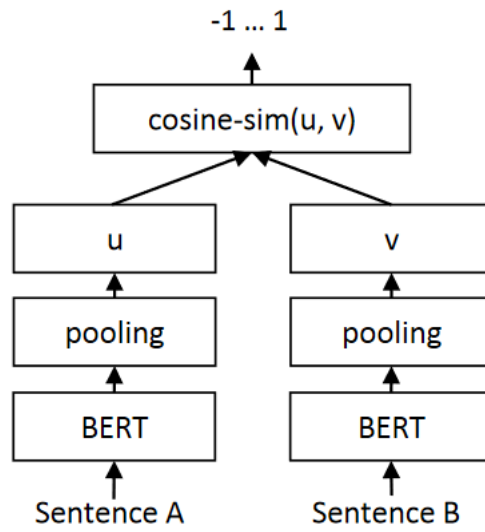 -1 … 1
cosine-sim(u, v)
u
v
pooling
pooling
BERT
BERT
Sentence A
Sentence B